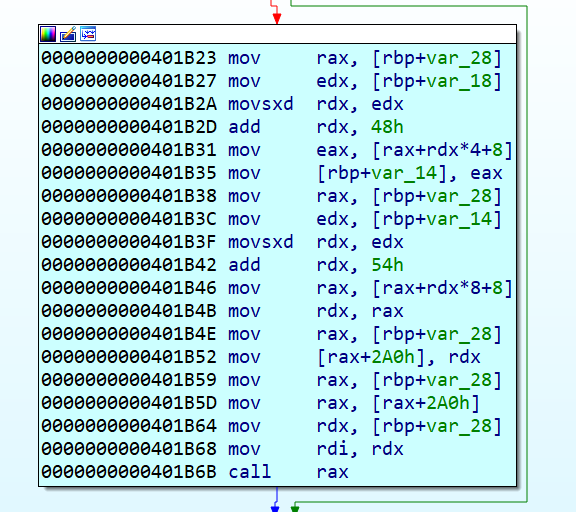 0000000000401B23 mov rax, [rbp+var_28]
0000000000401B27 mov edx, [rbp+var_18]
0000000000401B2A movsxd rdx, edx
0000000000401B2D add rdx, 48h
0000000000401B31 mov eax, [rax+rdx*4+8]
0000000000401B35 mov [rbp+var_14], eax
0000000000401B38 mov rax, [rbp+var_28]
0000000000401B3C mov edx, [rbp+var_14]
0000000000401B3F movsxd rdx, edx
0000000000401B42 add rdx, 54h
0000000000401B46 mov rax, [rax+rdx*8+8]
0000000000401B4B mov rdx, rax
0000000000401B4E mov rax, [rbp+var_28]
0000000000401B52 mov [rax+2A0h], rdx
0000000000401B59 mov rax, [rbp+var_28]
0000000000401B5D mov rax, [rax+2A0h]
0000000000401B64 mov rdx, [rbp+var_28]
0000000000401B68 mov rdi, rdx
0000000000401B6B call rax